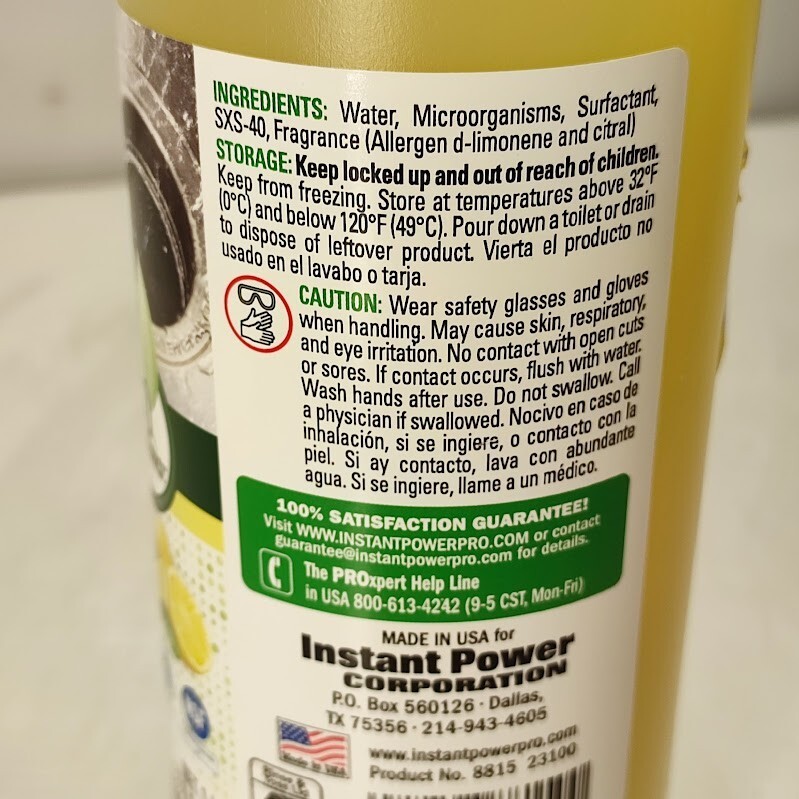 INGREDIENTS: Water, Microorganisms, Surfactant,
SXS-40, Fragrance (Allergen d-limonene and citral)
STORAGE: Keep locked up and out of reach of children.
Keep from freezing. Store at temperatures above 32°F
(0°C) and below 120°F (49°C). Pour down a toilet or drain
to dispose of leftover product. Vierta el producto no
usado en el lavabo o tarja.
CAUTION: Wear safety glasses and gloves
when handling. May cause skin, respiratory,
and eye irritation. No contact with open cuts
or sores. If contact occurs, flush with water.
Wash hands after use. Do not swallow. Call
a physician if swallowed. Nocivo en caso de
inhalación, si se ingiere, o contacto con la
piel. Si ay contacto, lava con abundante
agua. Si se ingiere, llame a un médico.
100% SATISFACTION GUARANTEE!
Visit WWW.INSTANTPOWERPRO.COM or contact
guarantee@instantpowerpro.com for details.
The PROxpert Help Line
in USA 800-613-4242 (9-5 CST, Mon-Fri)
MADE IN USA for
Instant Power
CORPORATION
P.O. Box 560126 · Dallas,
TX 75356 · 214-943-4605
Made in USA
www.instantpowerpro.com
Product No. 8815 23100